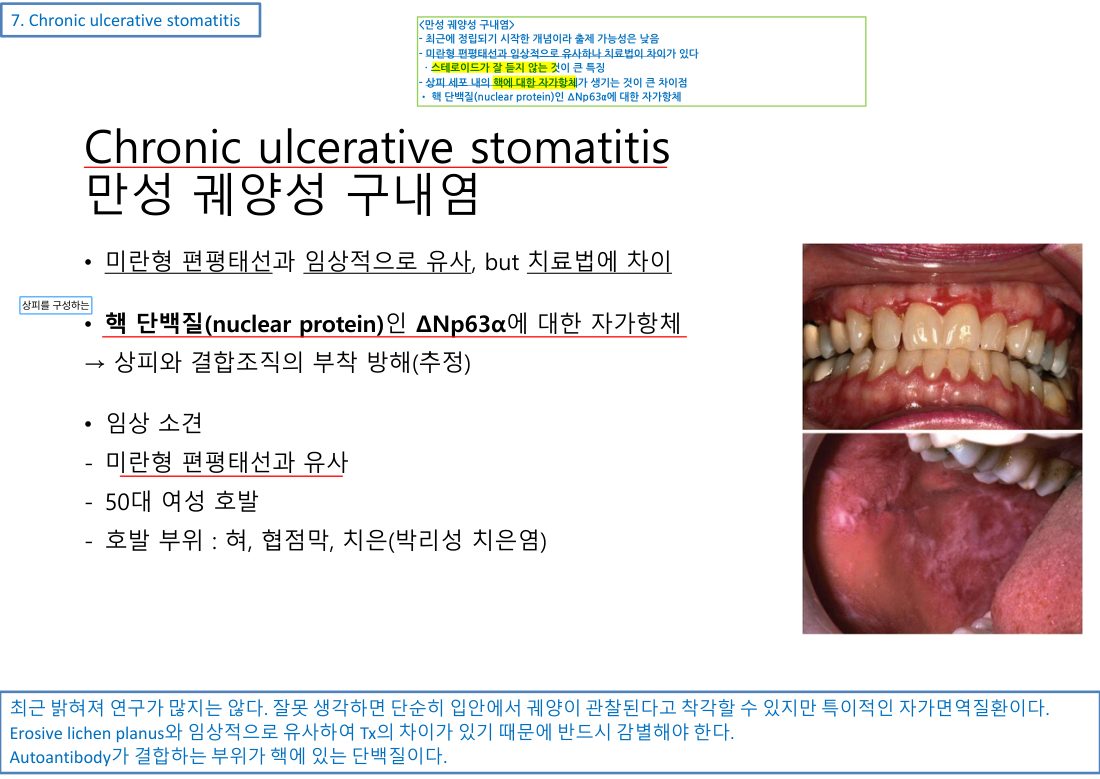 7. Chronic ulcerative stomatitis
<만성 궤양성 구내염>
- 최근에 정립되기 시작한 개념이라 출제 가능성은 낮음
- 미란형 편평태선과 임상적으로 유사하나 치료법이 차이가 있다
· 스테로이드가 잘 듣지 않는 것이 큰 특징
- 상피 세포 내의 핵에 대한 자가항체가 생기는 것이 큰 차이점
• 핵 단백질(nuclear protein)인 ΔNp63α에 대한 자가항체
Chronic ulcerative stomatitis
만성 궤양성 구내염
• 미란형 편평태선과 임상적으로 유사, but 치료법에 차이
상피를 구성하는
• 핵 단백질(nuclear protein)인 ΔNp63α에 대한 자가항체
→ 상피와 결합조직의 부착 방해(추정)
• 임상 소견
- 미란형 편평태선과 유사
- 50대 여성 호발
- 호발 부위 : 혀, 협점막, 치은(박리성 치은염)
최근 밝혀져 연구가 많지는 않다. 잘못 생각하면 단순히 입안에서 궤양이 관찰된다고 착각할 수 있지만 특이적인 자가면역질환이다.
Erosive lichen planus와 임상적으로 유사하여 Tx의 차이가 있기 때문에 반드시 감별해야 한다.
Autoantibody가 결합하는 부위가 핵에 있는 단백질이다.